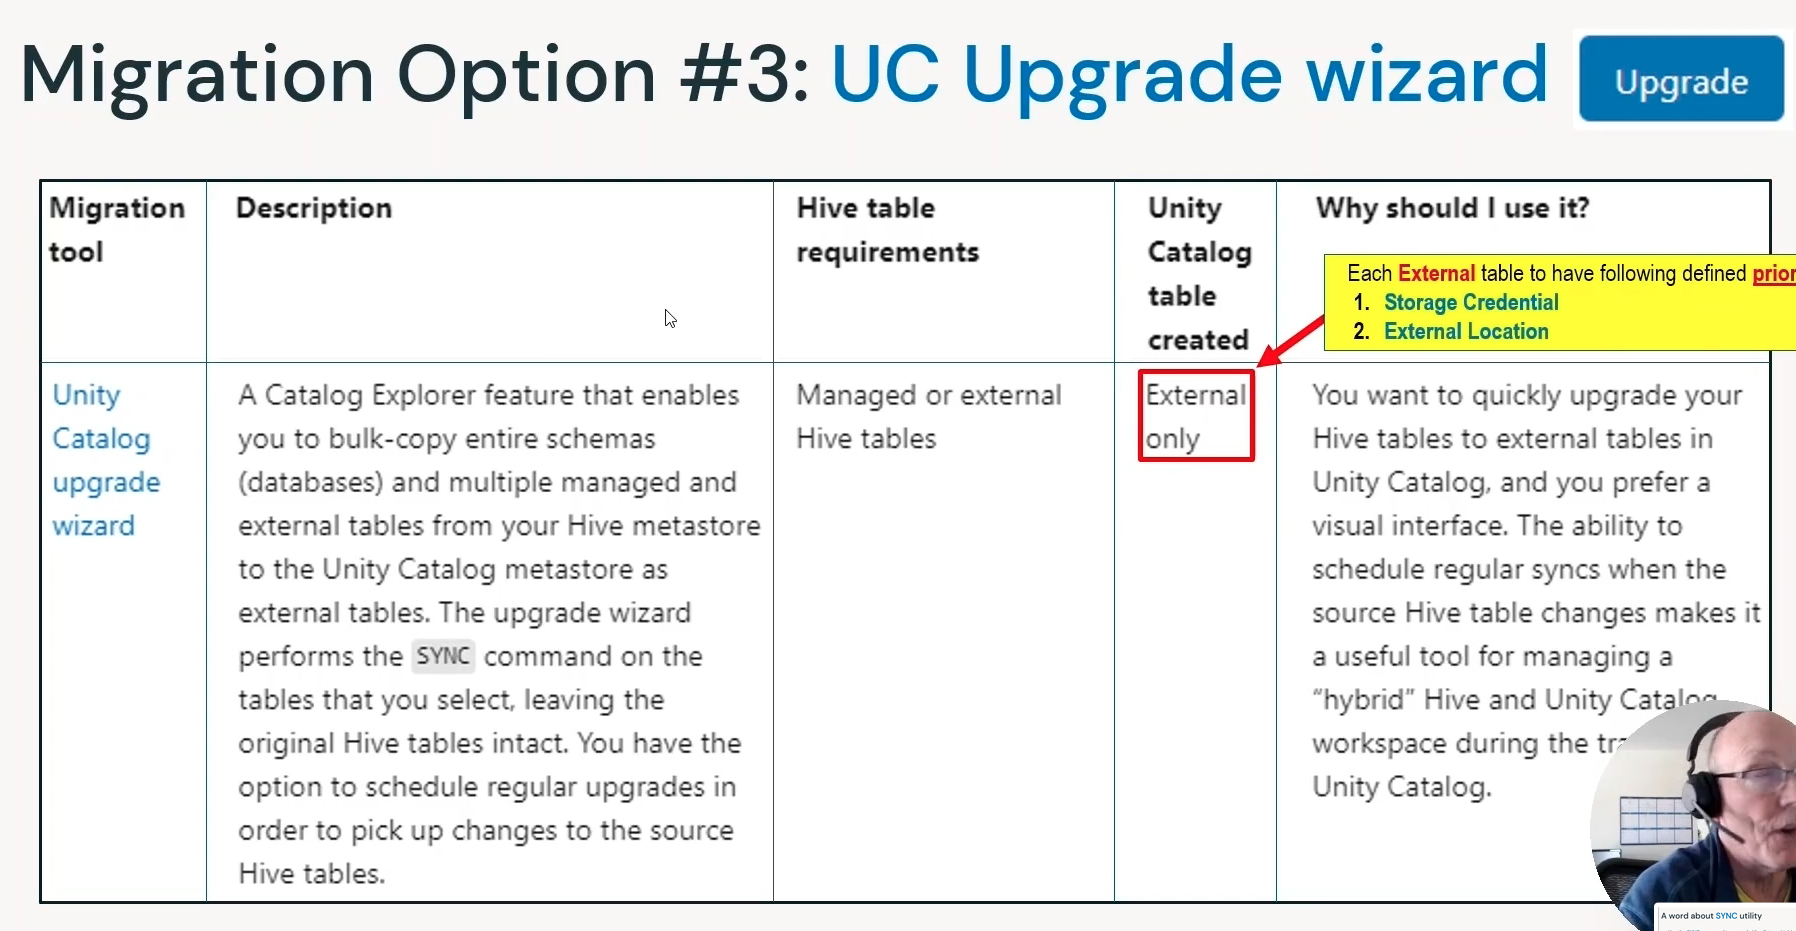 Migration Option #3: UC Upgrade wizard
Upgrade
Migration
tool
Description
Hive table
requirements
Unity
Catalog
table
created
Why should I use it?
Each External table to have following defined prior
1. Storage Credential
2. External Location
Unity
Catalog
upgrade
wizard
A Catalog Explorer feature that enables
you to bulk-copy entire schemas
(databases) and multiple managed and
external tables from your Hive metastore
to the Unity Catalog metastore as
external tables. The upgrade wizard
performs the SYNC command on the
tables that you select, leaving the
original Hive tables intact. You have the
option to schedule regular upgrades in
order to pick up changes to the source
Hive tables.
Managed or external
Hive tables
External
only
You want to quickly upgrade your
Hive tables to external tables in
Unity Catalog, and you prefer a
visual interface. The ability to
schedule regular syncs when the
source Hive table changes makes it
a useful tool for managing a
“hybrid” Hive and Unity Catalog
workspace during the
Unity Catalog.
A word about SYNC utility